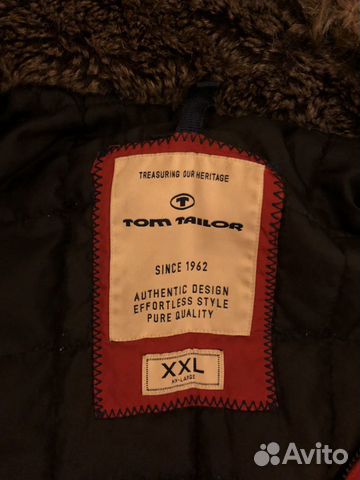 TREASURING OUR HERITAGE
TOM TAILOR
SINCE 1962
AUTHENTIC DESIGN
EFFORTLESS STYLE
PURE QUALITY
XXL
XX-LARGE
Avito